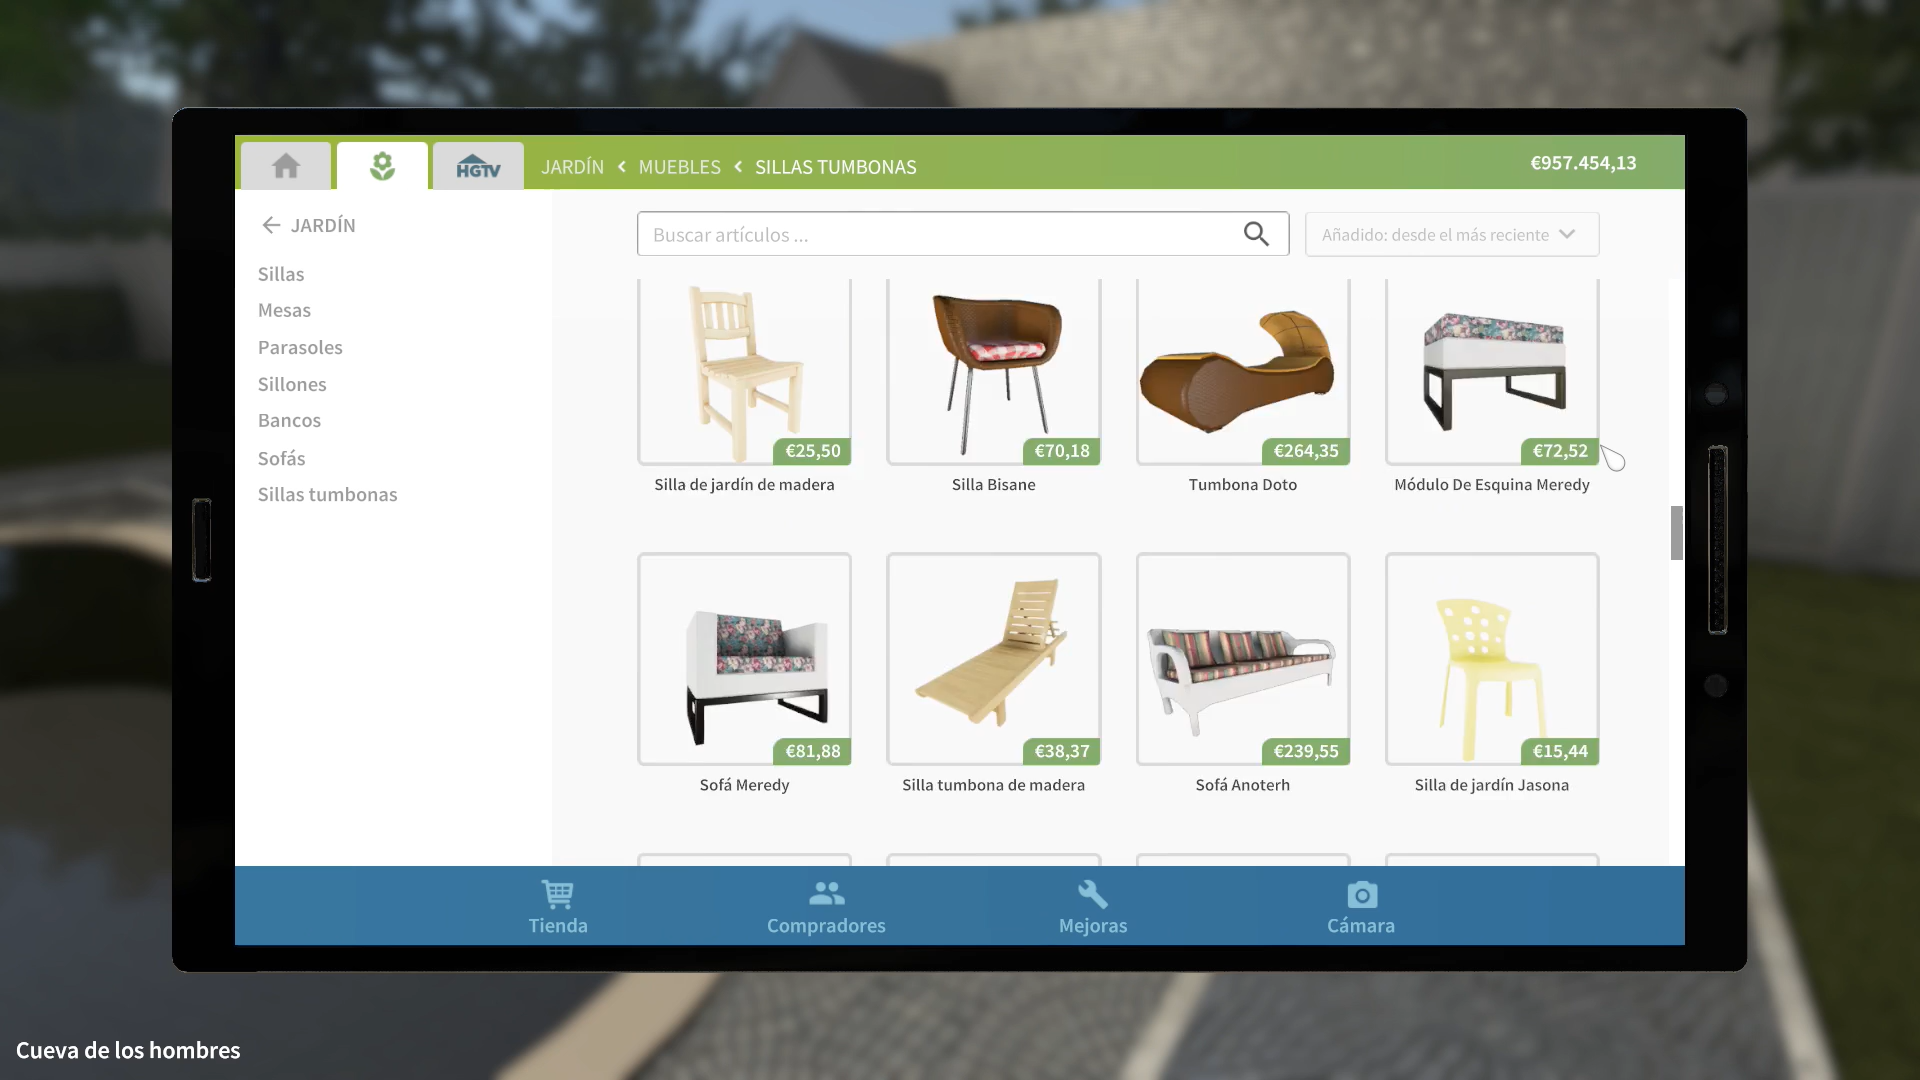 HGTV
JARDÍN < MUEBLES < SILLAS TUMBONAS
€957.454,13
JARDÍN
Sillas
Mesas
Parasoles
Sillones
Bancos
Sofás
Sillas tumbonas
Buscar artículos ...
Añadido: desde el más reciente
€25,50
€70,18
€264,35
€72,52
Silla de jardín de madera
Silla Bisane
Tumbona Doto
Módulo De Esquina Meredy
€81,88
€38,37
€239,55
€15,44
Sofá Meredy
Silla tumbona de madera
Sofá Anoterh
Silla de jardín Jasona
Tienda
Compradores
Mejoras
Cámara
Cueva de los hombres